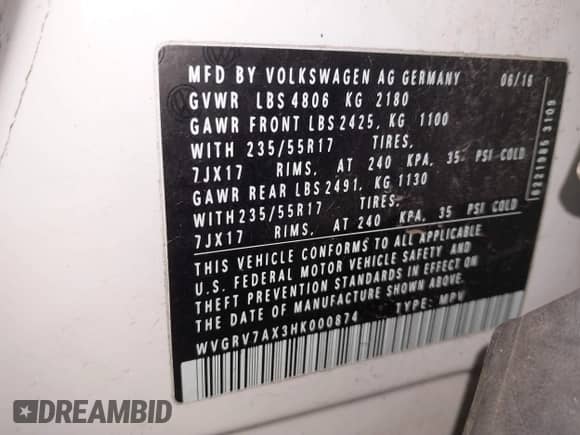 MFD BY VOLKSWAGEN AG GERMANY 06/16
GVWR LBS 4806 KG 2180
GAWR FRONT LBS 2425, KG 1100
WITH 235/55R17 TIRES,
7JX17 RIMS, AT 240 KPA, 35 PSI COLD
GAWR REAR LBS 2491, KG 1130
WITH 235/55R17 TIRES,
7JX17 RIMS, AT 240 KPA, 35 PSI COLD
THIS VEHICLE CONFORMS TO ALL APPLICABLE
U.S. FEDERAL MOTOR VEHICLE SAFETY AND
THEFT PREVENTION STANDARDS IN EFFECT ON
THE DATE OF MANUFACTURE SHOWN ABOVE.
WVGRV7AX3HK000874 TYPE: MPV
DREAMBID